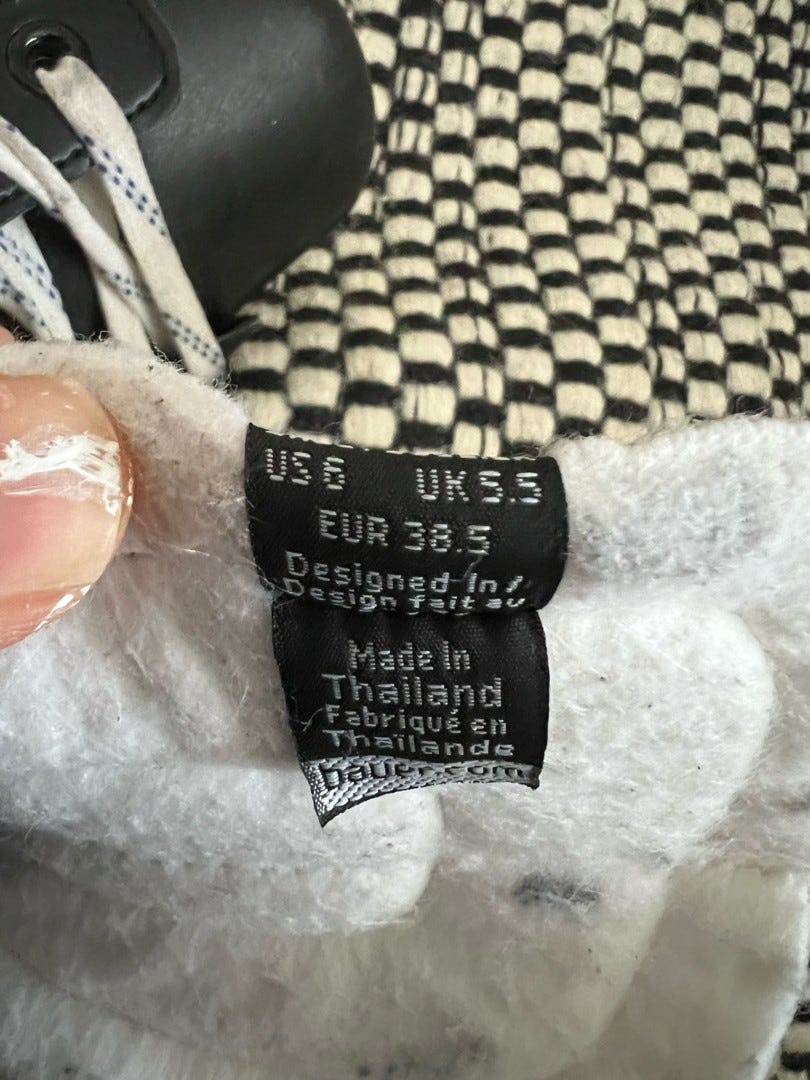 US 6 UK 5.5
EUR 38.5
Designed in /
Design fait au
Made in
Thailand
Fabriqué en
Thaïlande
bauer.com